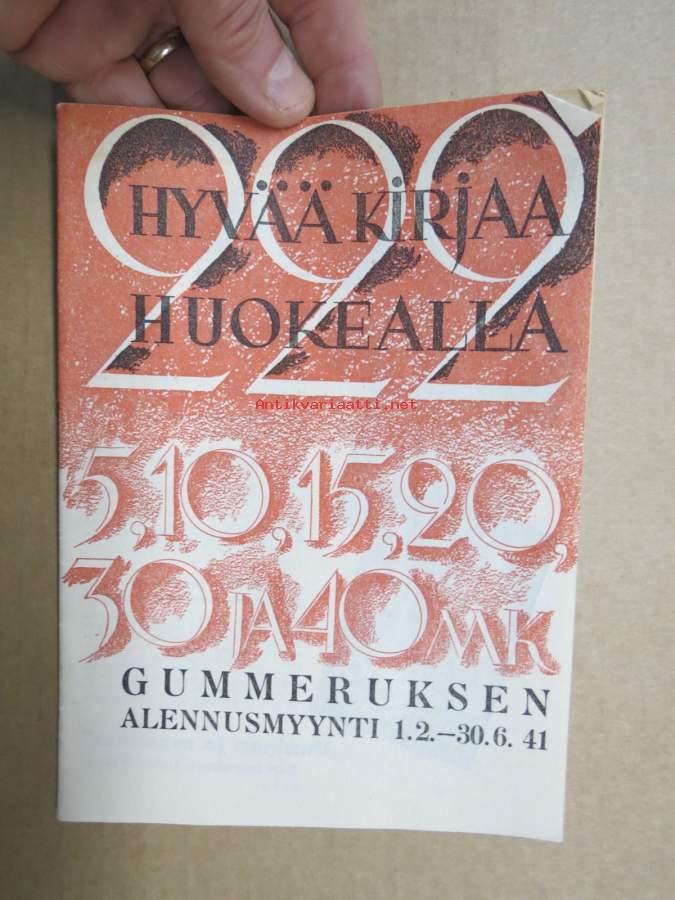 222
HYVÄÄ KIRJAA
HUOKEALLA
Antikvariaatti.net
5, 10, 15, 20,
30 JA 40 MK
GUMMERUKSEN
ALENNUSMYYNTI 1.2.—30.6. 41